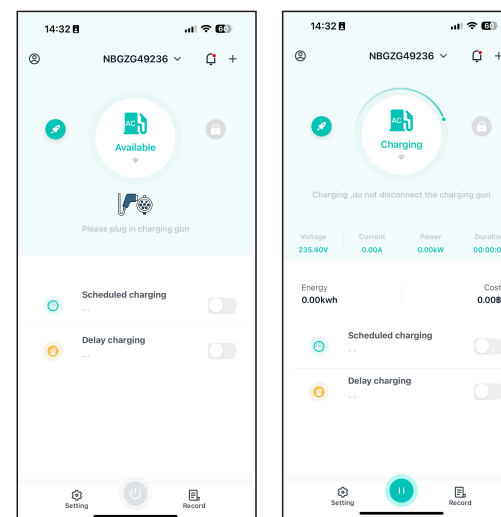 14:32
60
NBGZG49236
AC
Available
Please plug in charging gun
Scheduled charging
- -
Delay charging
- -
Setting
Record
14:32
60
NBGZG49236
AC
Charging
Charging ,do not disconnect the charging gun
Voltage Current Power Duratio
235.40V 0.00A 0.00kW 00:00:0
Energy Cost
0.00kwh 0.00฿
Scheduled charging
- -
Delay charging
- -
Setting
Record